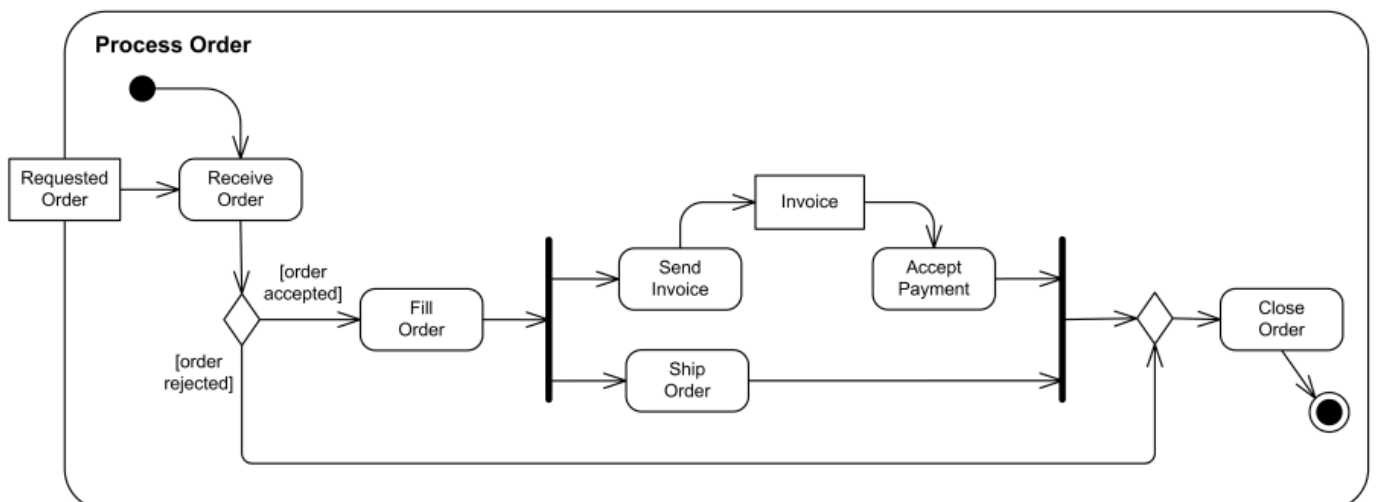 Process Order
Requested
Order
Receive
Order
[order
accepted]
[order
rejected]
Fill
Order
Send
Invoice
Invoice
Accept
Payment
Ship
Order
Close
Order